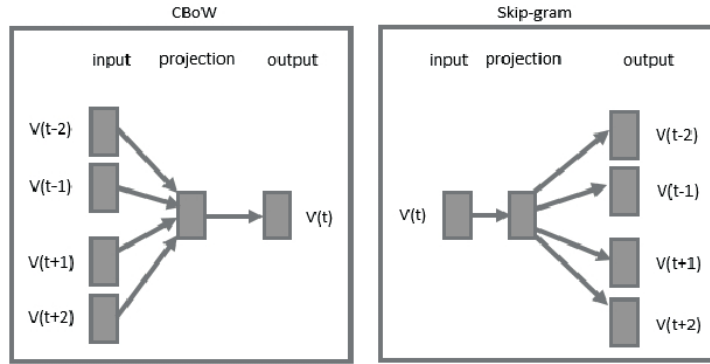 CBoW
input projection output
V(t-2)
V(t-1)
V(t)
V(t+1)
V(t+2)
Skip-gram
input projection output
V(t-2)
V(t-1)
V(t)
V(t+1)
V(t+2)